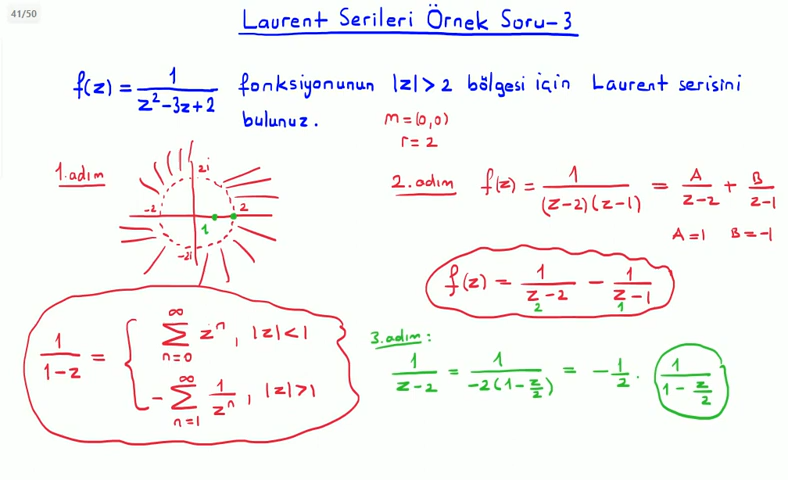 41/50
Laurent Serileri Örnek Soru-3
f(z) = 1/(z²-3z+2) fonksiyonunun |z|>2 bölgesi için Laurent serisini
bulunuz.
m=(0,0)
r=2
1.adım
2i
-2 1 2
-2i
2.adım f(z) = 1/((z-2)(z-1)) = A/(z-2) + B/(z-1)
A=1 B=-1
f(z) = 1/(z-2) - 1/(z-1)
2 1
1/(1-z) = { ∑_{n=0}^{∞} zⁿ, |z|<1
-∑_{n=1}^{∞} 1/zⁿ, |z|>1
3.adım:
1/(z-2) = 1/(-2(1-z/2)) = -1/2 . 1/(1-z/2)